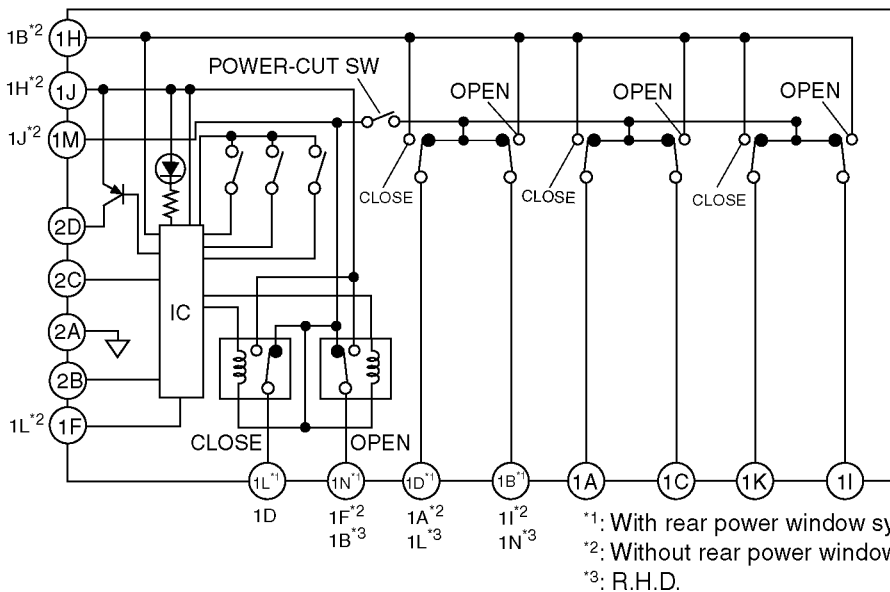 1B*2 1H
1H*2 1J
1J*2 1M
POWER-CUT SW
OPEN OPEN OPEN
CLOSE CLOSE CLOSE
2D
2C
IC
2A
2B
1L*2 1F
CLOSE OPEN
1L*1 1N*1 1D*1 1B*1 1A 1C 1K 1I
1D 1F*2 1A*2 1I*2
1B*3 1L*3 1N*3
*1: With rear power window sy
*2: Without rear power window
*3: R.H.D.